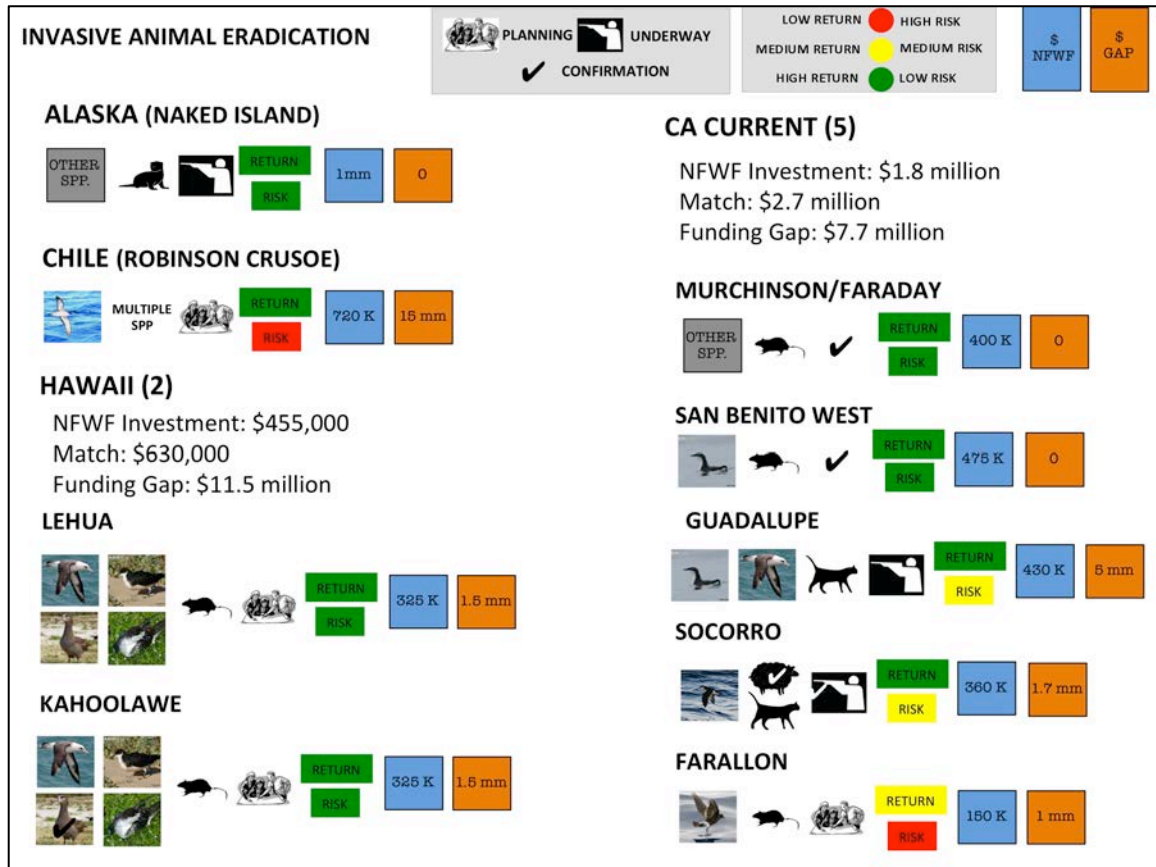 INVASIVE ANIMAL ERADICATION
PLANNING UNDERWAY
CONFIRMATION
LOW RETURN HIGH RISK
MEDIUM RETURN MEDIUM RISK
HIGH RETURN LOW RISK
$ NFWF
$ GAP
ALASKA (NAKED ISLAND)
OTHER SPP.
RETURN
RISK
1mm
0
CHILE (ROBINSON CRUSOE)
MULTIPLE SPP
RETURN
RISK
720 K
15 mm
HAWAII (2)
NFWF Investment: $455,000
Match: $630,000
Funding Gap: $11.5 million
LEHUA
RETURN
RISK
325 K
1.5 mm
KAHOOLAWE
RETURN
RISK
325 K
1.5 mm
CA CURRENT (5)
NFWF Investment: $1.8 million
Match: $2.7 million
Funding Gap: $7.7 million
MURCHINSON/FARADAY
OTHER SPP.
RETURN
RISK
400 K
0
SAN BENITO WEST
RETURN
RISK
475 K
0
GUADALUPE
RETURN
RISK
430 K
5 mm
SOCORRO
RETURN
RISK
360 K
1.7 mm
FARALLON
RETURN
RISK
150 K
1 mm